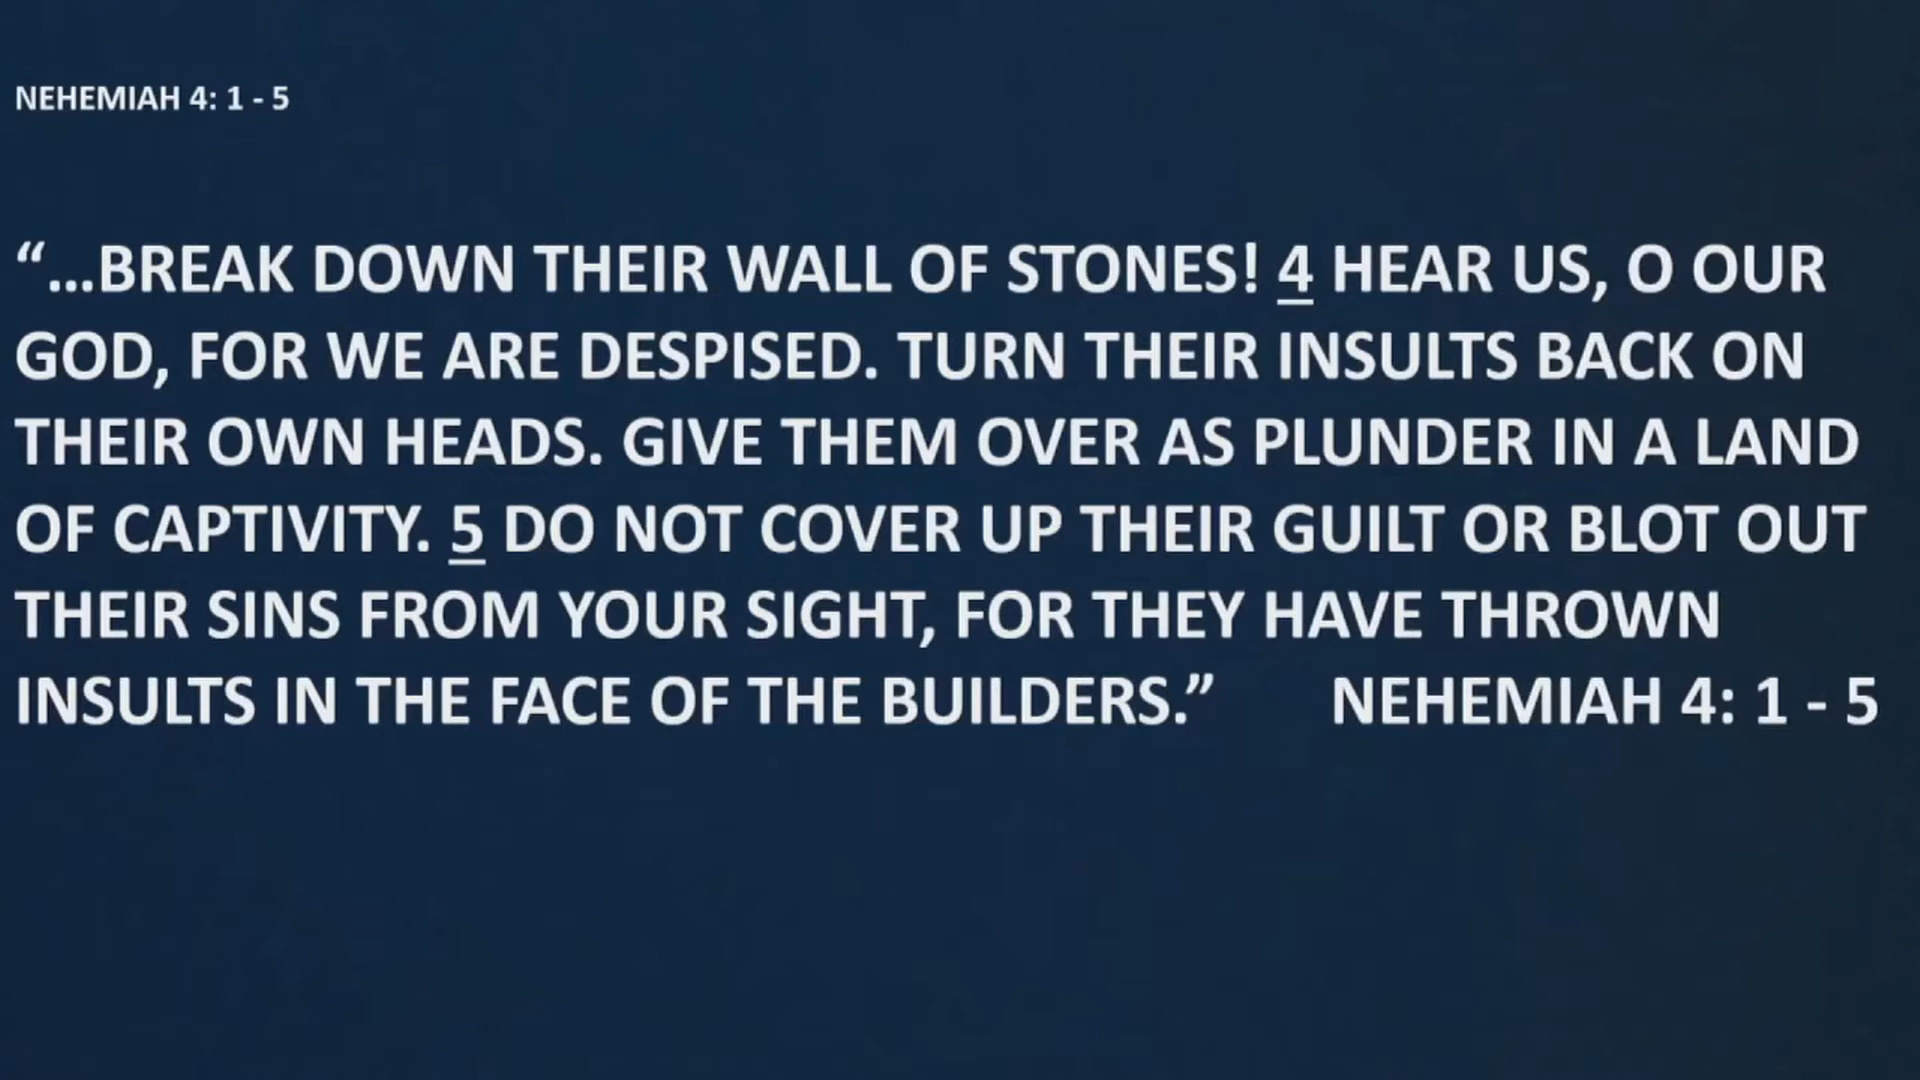 NEHEMIAH 4: 1 - 5
“...BREAK DOWN THEIR WALL OF STONES! 4 HEAR US, O OUR
GOD, FOR WE ARE DESPISED. TURN THEIR INSULTS BACK ON
THEIR OWN HEADS. GIVE THEM OVER AS PLUNDER IN A LAND
OF CAPTIVITY. 5 DO NOT COVER UP THEIR GUILT OR BLOT OUT
THEIR SINS FROM YOUR SIGHT, FOR THEY HAVE THROWN
INSULTS IN THE FACE OF THE BUILDERS.” NEHEMIAH 4: 1 - 5